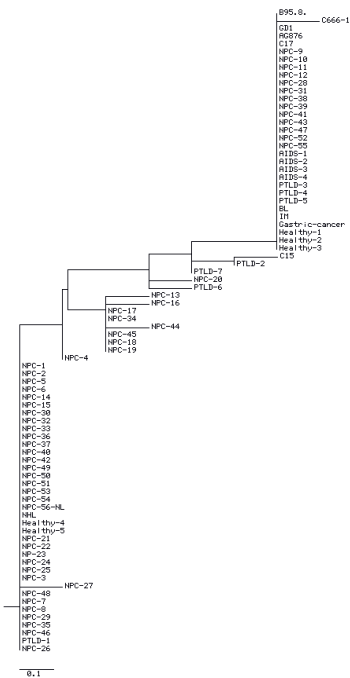 B95.8.
C666-1
GD1
AG876
C17
NPC-9
NPC-10
NPC-11
NPC-12
NPC-28
NPC-31
NPC-38
NPC-39
NPC-41
NPC-43
NPC-47
NPC-52
NPC-55
AIDS-1
AIDS-2
AIDS-3
AIDS-4
PTLD-3
PTLD-4
PTLD-5
BL
IM
Gastric-cancer
Healthy-1
Healthy-2
Healthy-3
C15
PTLD-2
PTLD-7
NPC-20
PTLD-6
NPC-13
NPC-16
NPC-17
NPC-34
NPC-44
NPC-45
NPC-18
NPC-19
NPC-4
NPC-1
NPC-2
NPC-5
NPC-6
NPC-14
NPC-15
NPC-30
NPC-32
NPC-33
NPC-36
NPC-37
NPC-40
NPC-42
NPC-49
NPC-50
NPC-51
NPC-53
NPC-54
NPC-56-NL
NHL
Healthy-4
Healthy-5
NPC-21
NPC-22
NP-23
NPC-24
NPC-25
NPC-3
NPC-27
NPC-48
NPC-7
NPC-8
NPC-29
NPC-35
NPC-46
PTLD-1
NPC-26
0.1